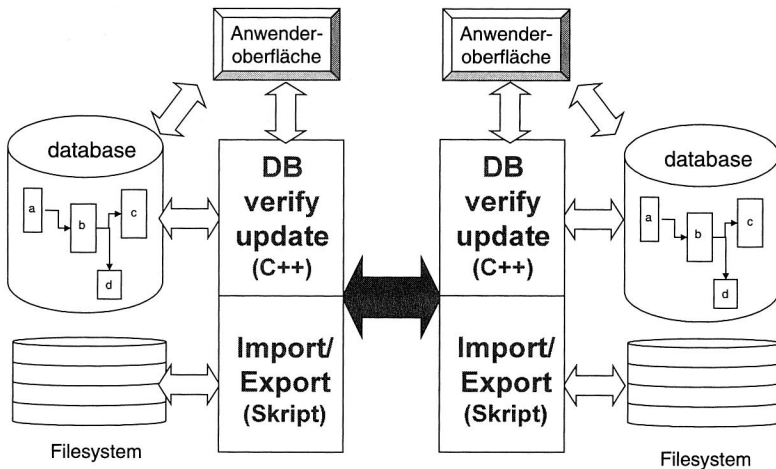 Anwender-
oberfläche
Anwender-
oberfläche
database
a
b
c
d
DB
verify
update
(C++)
Import/
Export
(Skript)
Filesystem
DB
verify
update
(C++)
Import/
Export
(Skript)
database
a
b
c
d
Filesystem